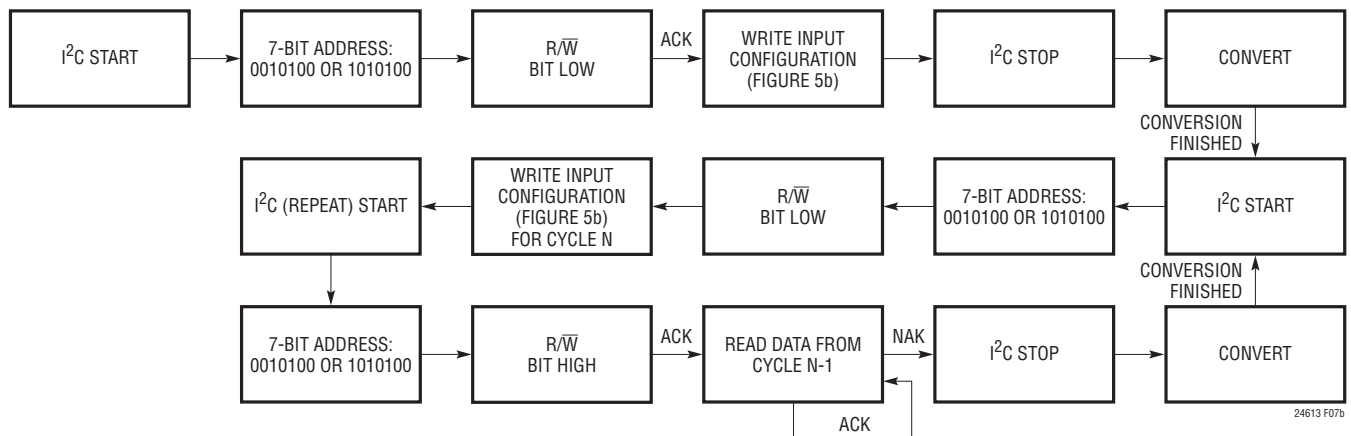 I²C START
7-BIT ADDRESS:
0010100 OR 1010100
R/W̅
BIT LOW
ACK
WRITE INPUT
CONFIGURATION
(FIGURE 5b)
I²C STOP
CONVERT
CONVERSION
FINISHED
I²C (REPEAT) START
WRITE INPUT
CONFIGURATION
(FIGURE 5b)
FOR CYCLE N
R/W̅
BIT LOW
7-BIT ADDRESS:
0010100 OR 1010100
I²C START
CONVERSION
FINISHED
7-BIT ADDRESS:
0010100 OR 1010100
R/W̅
BIT HIGH
ACK
READ DATA FROM
CYCLE N-1
NAK
I²C STOP
CONVERT
ACK
24613 F07b